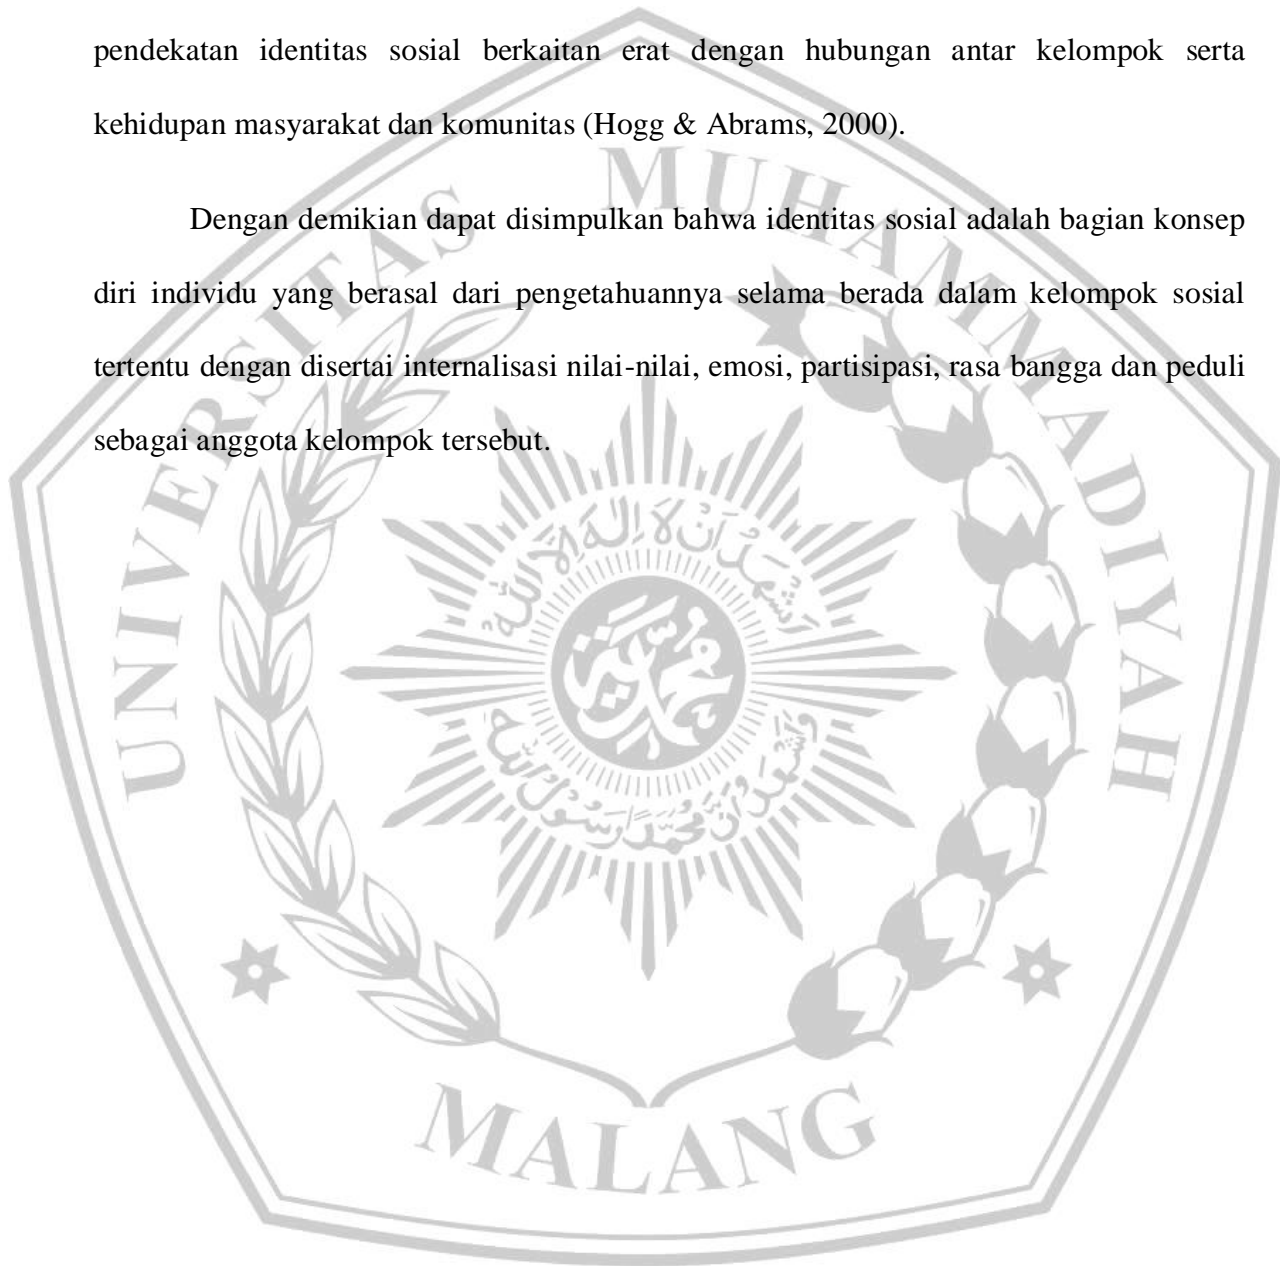 pendekatan identitas sosial berkaitan erat dengan hubungan antar kelompok serta
kehidupan masyarakat dan komunitas (Hogg & Abrams, 2000).
Dengan demikian dapat disimpulkan bahwa identitas sosial adalah bagian konsep
diri individu yang berasal dari pengetahuannya selama berada dalam kelompok sosial
tertentu dengan disertai internalisasi nilai-nilai, emosi, partisipasi, rasa bangga dan peduli
sebagai anggota kelompok tersebut.
UNIVERSITAS MUHAMMADIYAH
MALANG